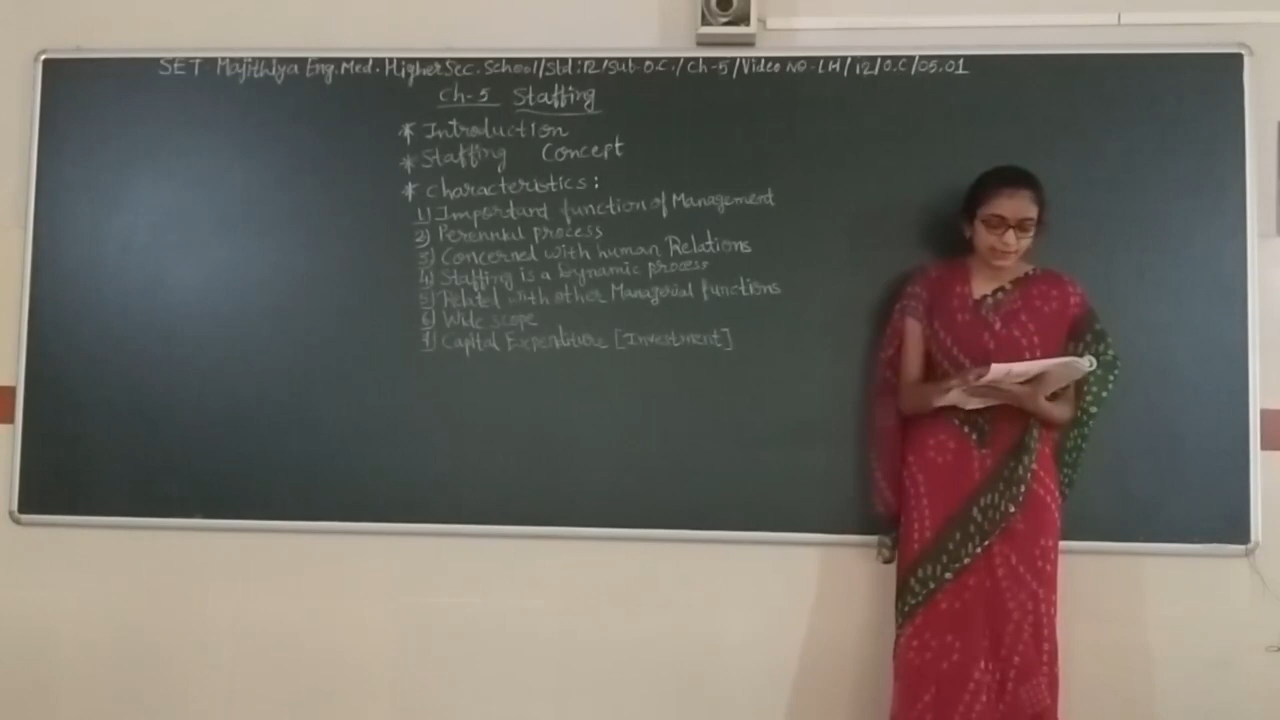 SET Majithiya Eng.Med. Higher Sec. School/Std:12/Sub-O.C./Ch-5/Video No-LH/12/O.C/05.01
Ch-5 Staffing
* Introduction
* Staffing Concept
* Characteristics:
1) Important function of Management
2) Perennial process
3) Concerned with human Relations
4) Staffing is a Dynamic process
5) Related with other Managerial functions
6) Wide scope
7) Capital Expenditure [Investment]